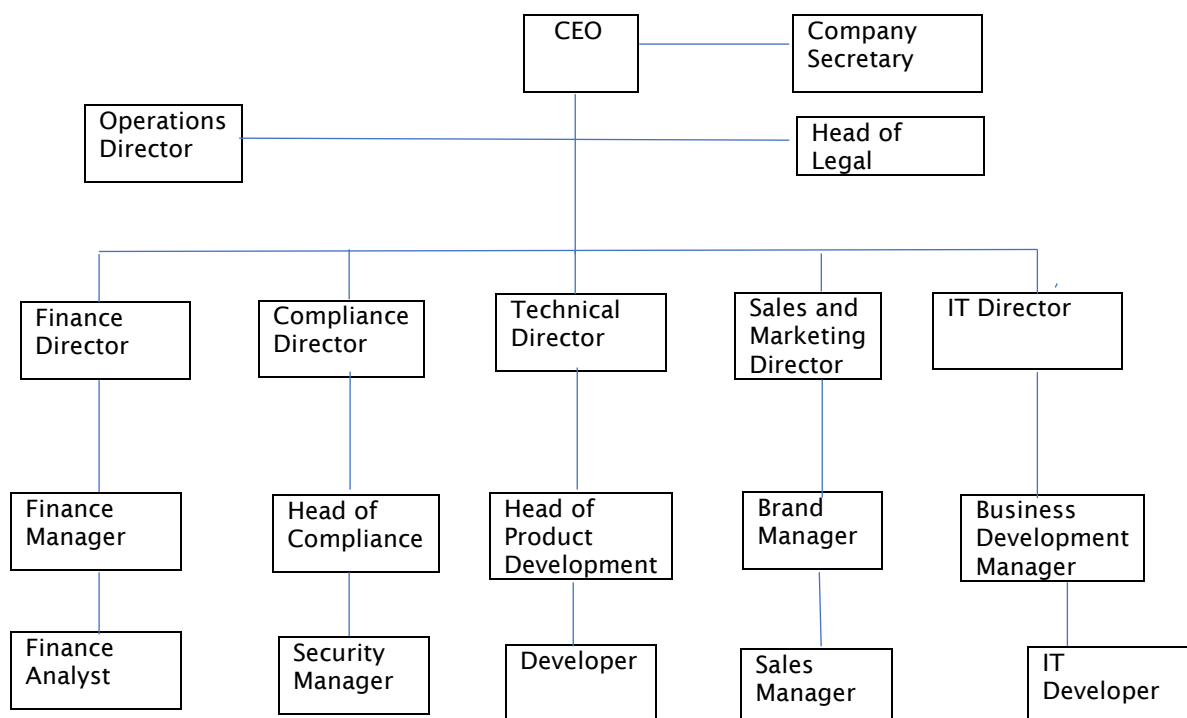 CEO
Company
Secretary
Operations
Director
Head of
Legal
Finance
Director
Compliance
Director
Technical
Director
Sales and
Marketing
Director
IT Director
Finance
Manager
Head of
Compliance
Head of
Product
Development
Brand
Manager
Business
Development
Manager
Finance
Analyst
Security
Manager
Developer
Sales
Manager
IT
Developer